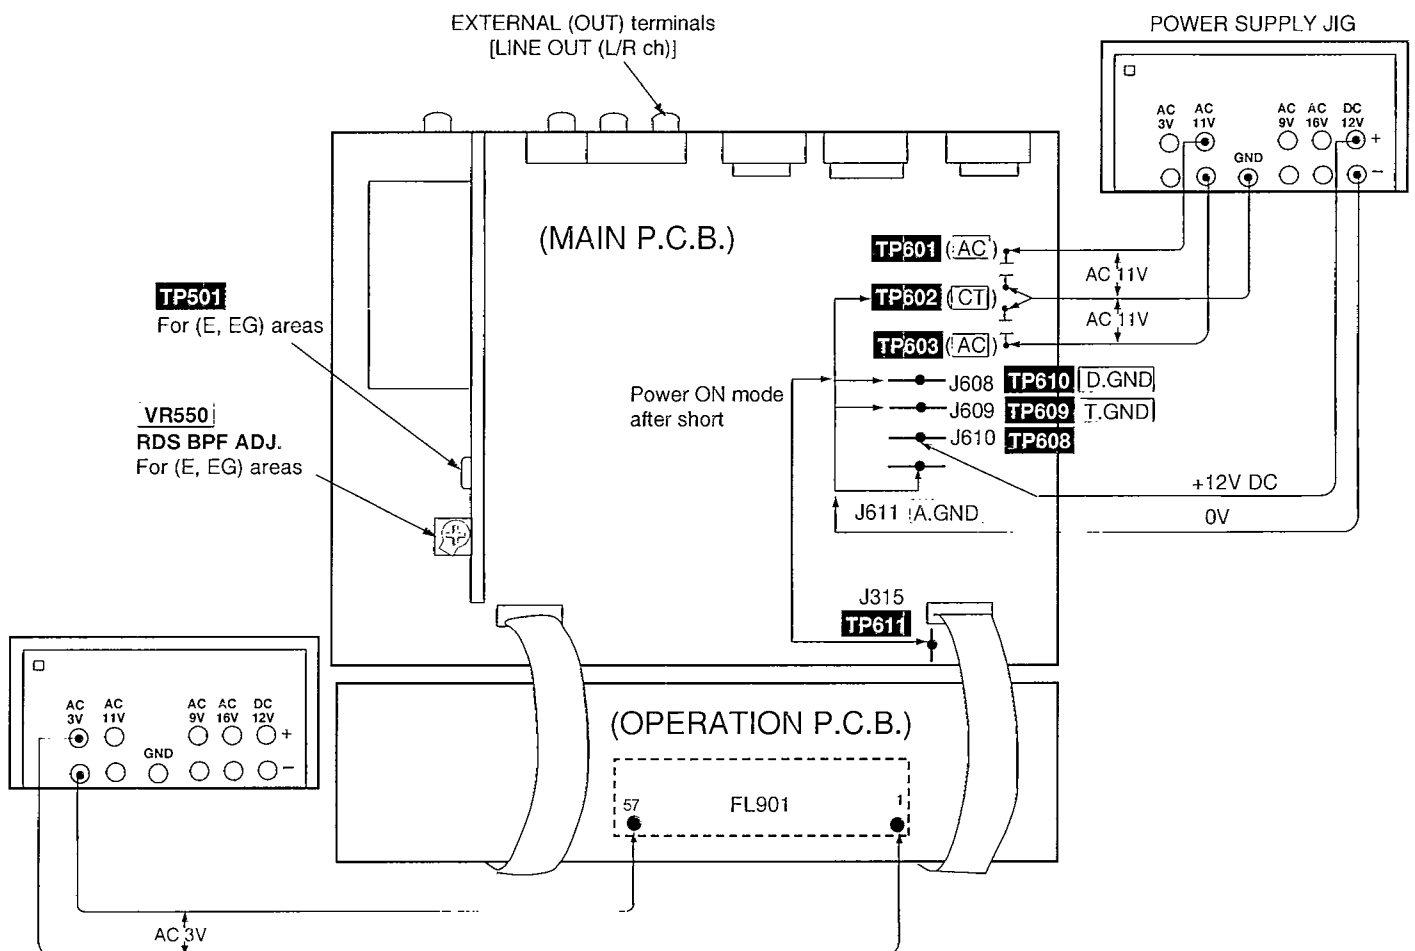 EXTERNAL (OUT) terminals
[LINE OUT (L/R ch)]
POWER SUPPLY JIG
AC 3V
AC 11V
AC 9V
AC 16V
DC 12V
+
GND
−
(MAIN P.C.B.)
TP601 (AC)
AC 11V
TP602 (CT)
AC 11V
TP603 (AC)
TP501
For (E, EG) areas
VR550
RDS BPF ADJ.
For (E, EG) areas
Power ON mode
after short
J608 TP610 D.GND
J609 TP609 T.GND
J610 TP608
+12V DC
J611 A.GND
0V
J315
TP611
AC 3V
AC 11V
AC 9V
AC 16V
DC 12V
+
GND
−
(OPERATION P.C.B.)
57
FL901
1
AC 3V